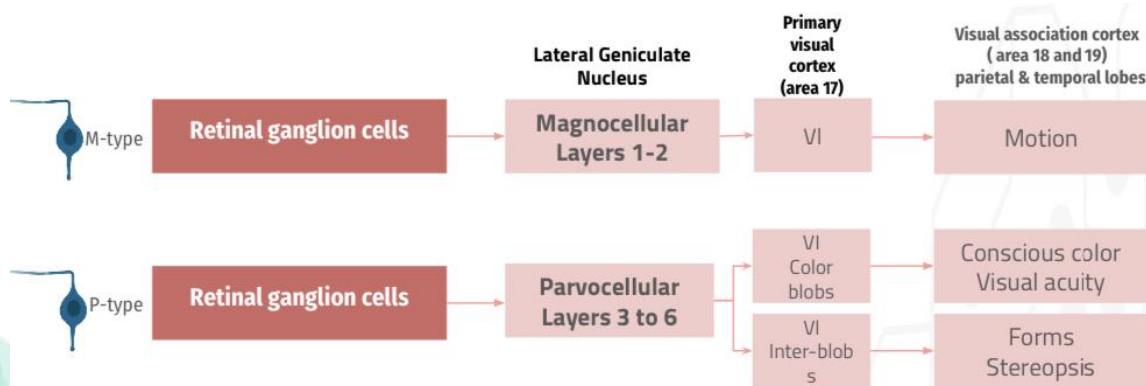 Lateral Geniculate
Nucleus
Primary
visual
cortex
(area 17)
Visual association cortex
( area 18 and 19)
parietal & temporal lobes
M-type
Retinal ganglion cells
Magnocellular
Layers 1-2
VI
Motion
P-type
Retinal ganglion cells
Parvocellular
Layers 3 to 6
VI
Color
blobs
Conscious color
Visual acuity
VI
Inter-blob
s
Forms
Stereopsis